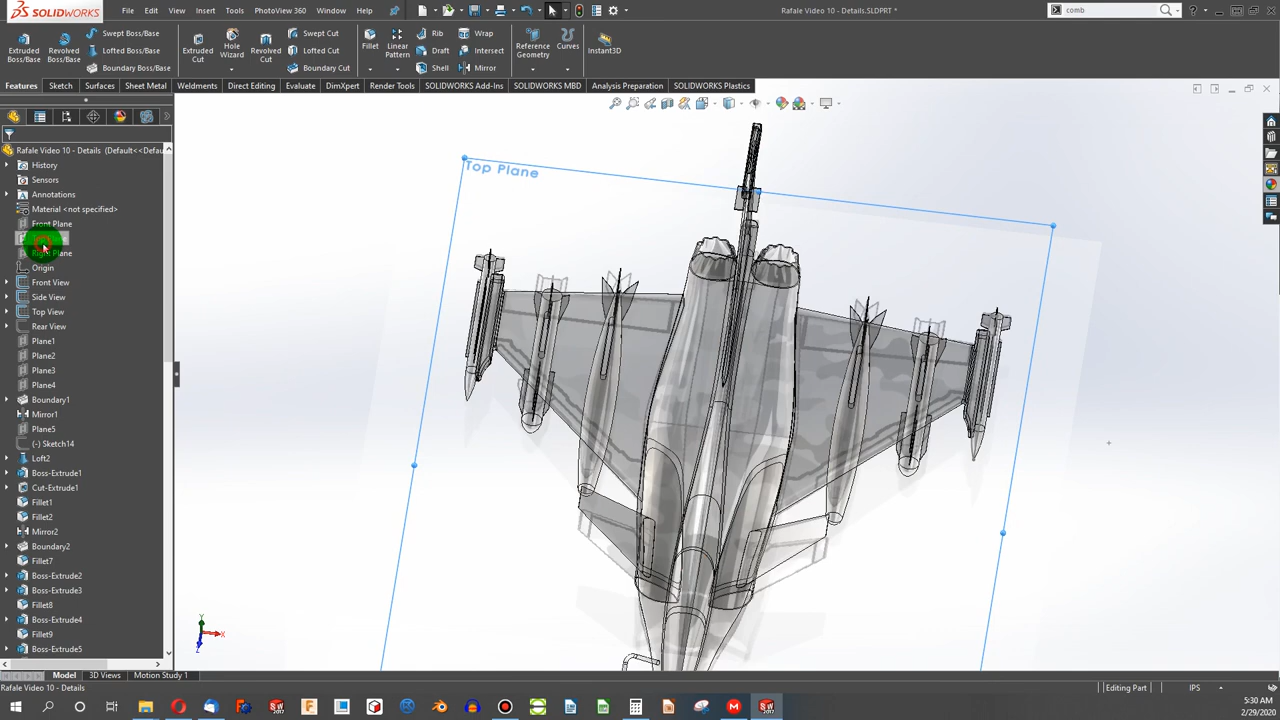 SOLIDWORKS
File Edit View Insert Tools PhotoView 360 Window Help
Rafale Video 10 - Details.SLDPRT *
comb
Extruded Boss/Base
Revolved Boss/Base
Swept Boss/Base
Lofted Boss/Base
Boundary Boss/Base
Extruded Cut
Hole Wizard
Revolved Cut
Swept Cut
Lofted Cut
Boundary Cut
Fillet
Linear Pattern
Rib
Draft
Shell
Wrap
Intersect
Mirror
Reference Geometry
Curves
Instant3D
Features Sketch Surfaces Sheet Metal Weldments Direct Editing Evaluate DimXpert Render Tools SOLIDWORKS Add-Ins SOLIDWORKS MBD Analysis Preparation SOLIDWORKS Plastics
Rafale Video 10 - Details (Default<<Defau
History
Sensors
Annotations
Material <not specified>
Front Plane
Right Plane
Origin
Front View
Side View
Top View
Rear View
Plane1
Plane2
Plane3
Plane4
Boundary1
Mirror1
Plane5
(-) Sketch14
Loft2
Boss-Extrude1
Cut-Extrude1
Fillet1
Fillet2
Mirror2
Boundary2
Fillet7
Boss-Extrude2
Boss-Extrude3
Fillet8
Boss-Extrude4
Fillet9
Boss-Extrude5
Top Plane
Y
X
Z
Model 3D Views Motion Study 1
Rafale Video 10 - Details
Editing Part
IPS
5:30 AM
2/29/2020